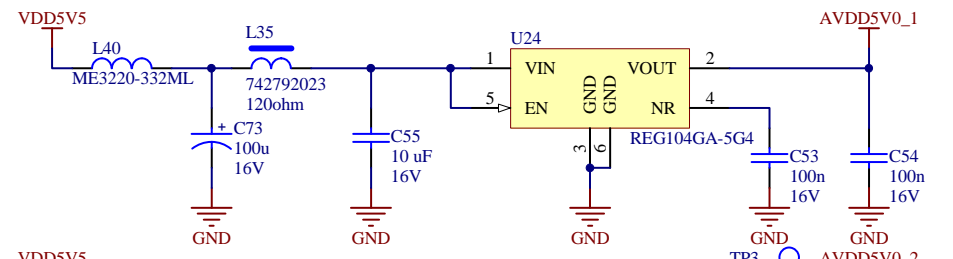 VDD5V5
AVDD5V0_1
L35
L40
U24
ME3220-332ML
742792023
120ohm
1
VIN
VOUT
2
5
EN
GND
GND
NR
4
REG104GA-5G4
3
6
+
C73
100u
16V
C55
10 uF
16V
C53
100n
16V
C54
100n
16V
GND
GND
GND
GND
GND
VDD5V5
TP3
AVDD5V0_2